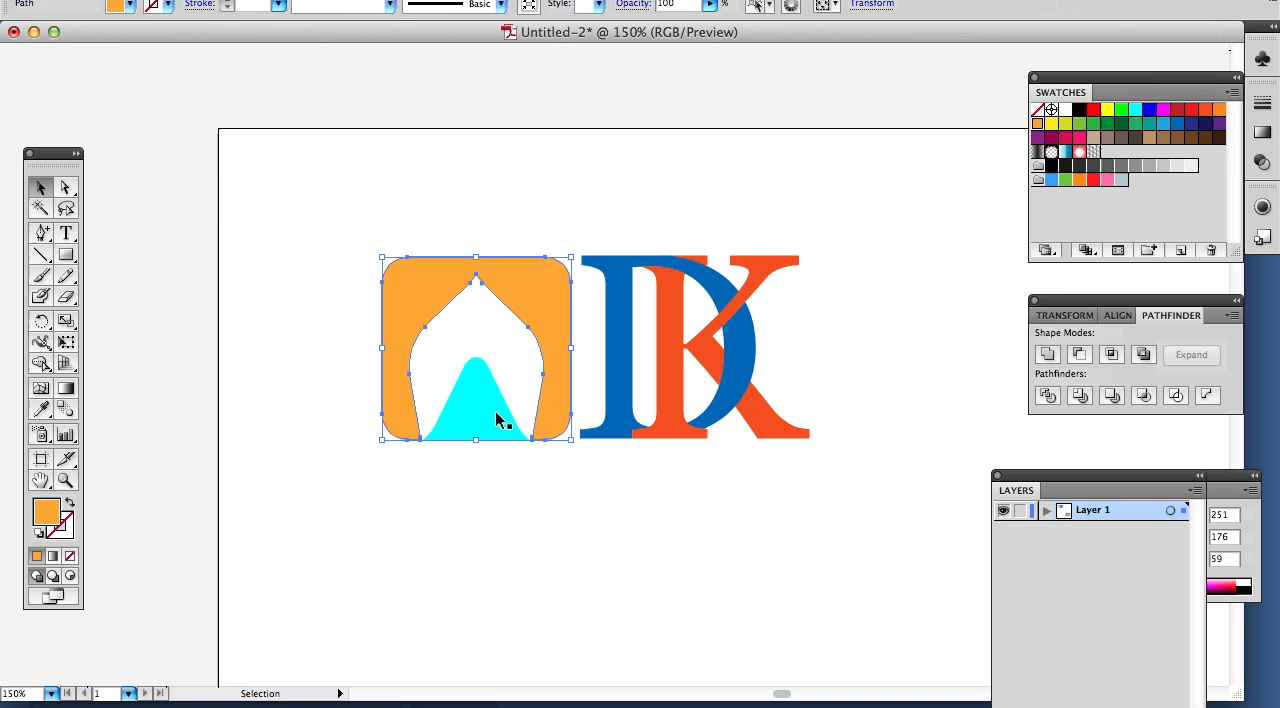 Path
Stroke:
Basic
Style:
Opacity:
100
%
Transform
Untitled-2* @ 150% (RGB/Preview)
SWATCHES
TRANSFORM
ALIGN
PATHFINDER
Shape Modes:
Expand
Pathfinders:
DK
LAYERS
Layer 1
251
176
59
150%
1
Selection